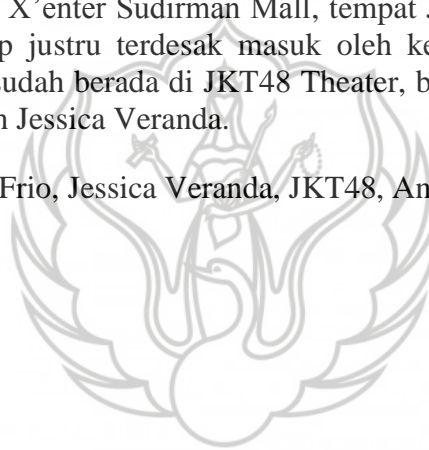 X’enter Sudirman Mall, tempat
p justru terdesak masuk oleh ke
sudah berada di JKT48 Theater, b
n Jessica Veranda.
Frio, Jessica Veranda, JKT48, An